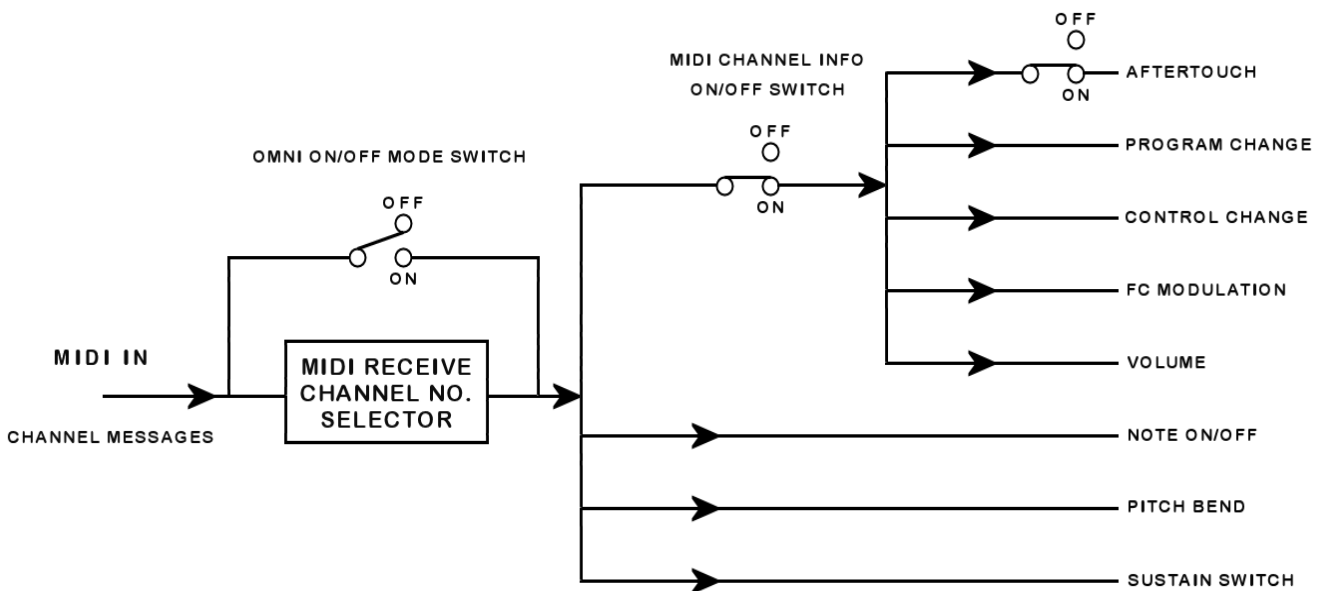 OFF
MIDI CHANNEL INFO
ON/OFF SWITCH
AFTERTOUCH
ON
OFF
OMNI ON/OFF MODE SWITCH
PROGRAM CHANGE
ON
OFF
CONTROL CHANGE
ON
FC MODULATION
MIDI IN
MIDI RECEIVE
CHANNEL NO.
SELECTOR
VOLUME
CHANNEL MESSAGES
NOTE ON/OFF
PITCH BEND
SUSTAIN SWITCH